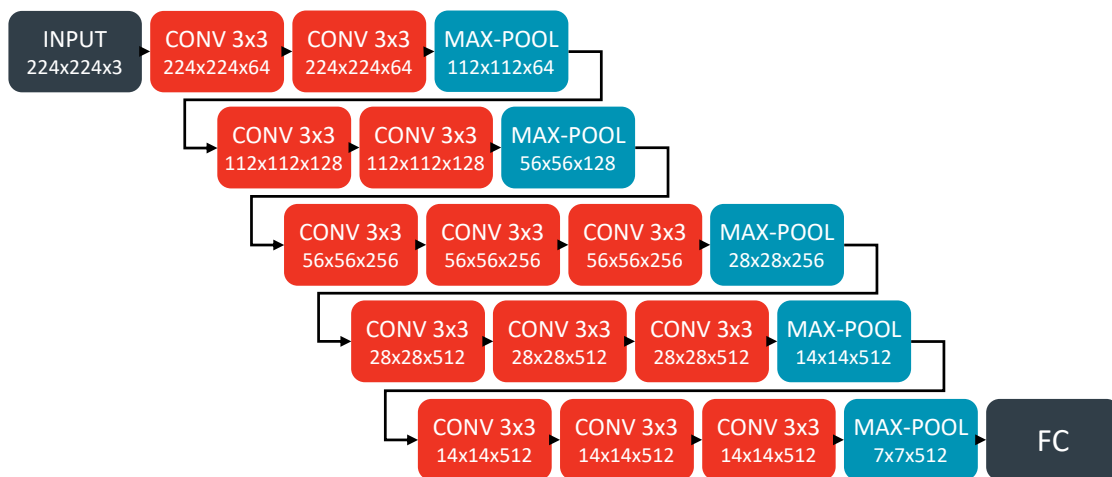 INPUT
224x224x3
CONV 3x3
224x224x64
CONV 3x3
224x224x64
MAX-POOL
112x112x64
CONV 3x3
112x112x128
CONV 3x3
112x112x128
MAX-POOL
56x56x128
CONV 3x3
56x56x256
CONV 3x3
56x56x256
CONV 3x3
56x56x256
MAX-POOL
28x28x256
CONV 3x3
28x28x512
CONV 3x3
28x28x512
CONV 3x3
28x28x512
MAX-POOL
14x14x512
CONV 3x3
14x14x512
CONV 3x3
14x14x512
CONV 3x3
14x14x512
MAX-POOL
7x7x512
FC